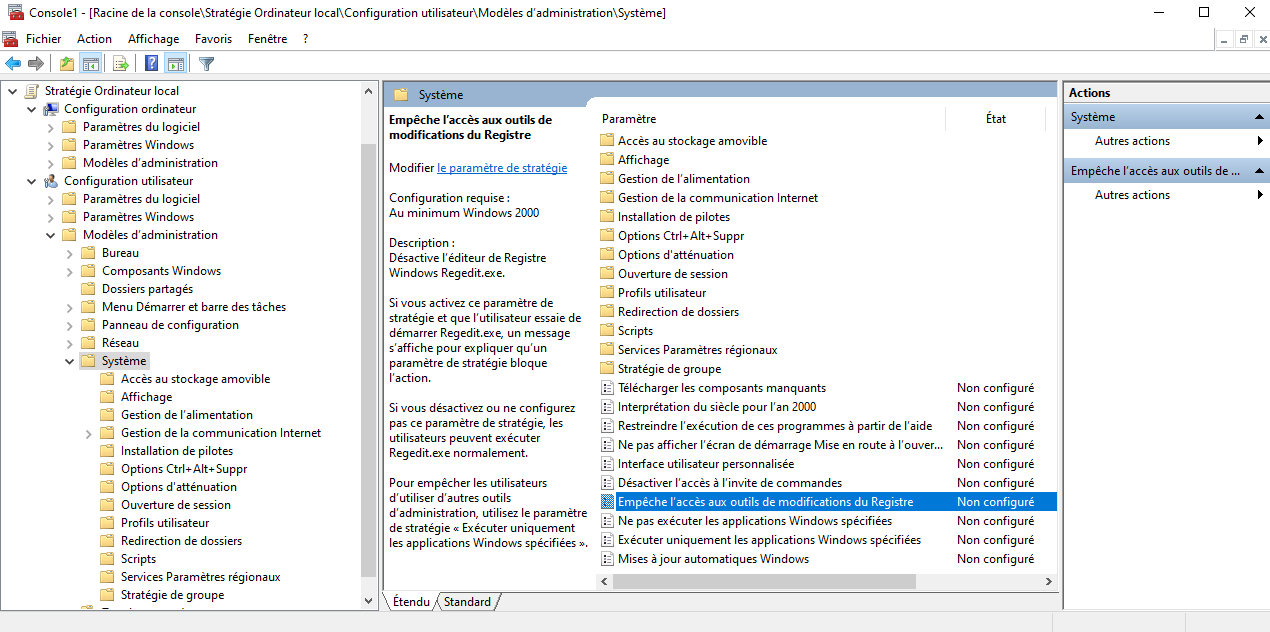 Console1 - [Racine de la console\Stratégie Ordinateur local\Configuration utilisateur\Modèles d’administration\Système]
Fichier Action Affichage Favoris Fenêtre ?
Stratégie Ordinateur local
Configuration ordinateur
Paramètres du logiciel
Paramètres Windows
Modèles d’administration
Configuration utilisateur
Paramètres du logiciel
Paramètres Windows
Modèles d’administration
Bureau
Composants Windows
Dossiers partagés
Menu Démarrer et barre des tâches
Panneau de configuration
Réseau
Système
Accès au stockage amovible
Affichage
Gestion de l’alimentation
Gestion de la communication Internet
Installation de pilotes
Options Ctrl+Alt+Suppr
Options d'atténuation
Ouverture de session
Profils utilisateur
Redirection de dossiers
Scripts
Services Paramètres régionaux
Stratégie de groupe
Système
Empêche l’accès aux outils de
modifications du Registre
Modifier le paramètre de stratégie
Configuration requise :
Au minimum Windows 2000
Description :
Désactive l’éditeur de Registre
Windows Regedit.exe.
Si vous activez ce paramètre de
stratégie et que l’utilisateur essaie de
démarrer Regedit.exe, un message
s’affiche pour expliquer qu’un
paramètre de stratégie bloque
l’action.
Si vous désactivez ou ne configurez
pas ce paramètre de stratégie, les
utilisateurs peuvent exécuter
Regedit.exe normalement.
Pour empêcher les utilisateurs
d’utiliser d’autres outils
d’administration, utilisez le paramètre
de stratégie « Exécuter uniquement
les applications Windows spécifiées ».
Paramètre État
Accès au stockage amovible
Affichage
Gestion de l’alimentation
Gestion de la communication Internet
Installation de pilotes
Options Ctrl+Alt+Suppr
Options d'atténuation
Ouverture de session
Profils utilisateur
Redirection de dossiers
Scripts
Services Paramètres régionaux
Stratégie de groupe
Télécharger les composants manquants Non configuré
Interprétation du siècle pour l’an 2000 Non configuré
Restreindre l’exécution de ces programmes à partir de l’aide Non configuré
Ne pas afficher l’écran de démarrage Mise en route à l’ouver... Non configuré
Interface utilisateur personnalisée Non configuré
Désactiver l’accès à l’invite de commandes Non configuré
Empêche l’accès aux outils de modifications du Registre Non configuré
Ne pas exécuter les applications Windows spécifiées Non configuré
Exécuter uniquement les applications Windows spécifiées Non configuré
Mises à jour automatiques Windows Non configuré
Étendu Standard
Actions
Système
Autres actions
Empêche l’accès aux outils de ...
Autres actions